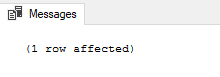 Messages
(1 row affected)